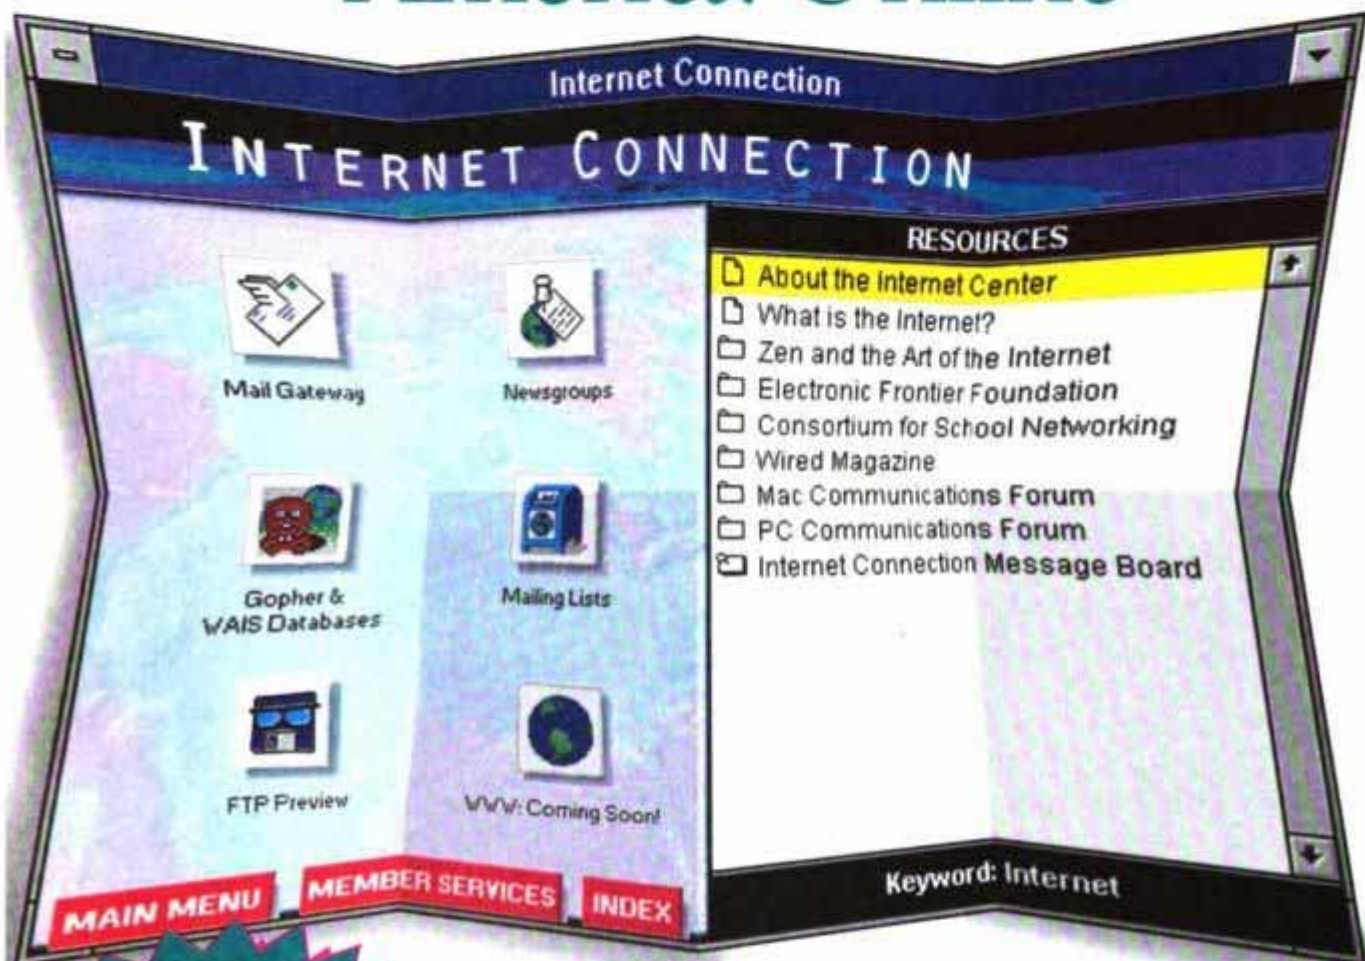 Internet Connection
INTERNET CONNECTION
Mail Gateway
Newsgroups
Gopher &
WAIS Databases
Mailing Lists
FTP Preview
WWW: Coming Soon!
MAIN MENU
MEMBER SERVICES
INDEX
RESOURCES
About the Internet Center
What is the Internet?
Zen and the Art of the Internet
Electronic Frontier Foundation
Consortium for School Networking
Wired Magazine
Mac Communications Forum
PC Communications Forum
Internet Connection Message Board
Keyword: Internet